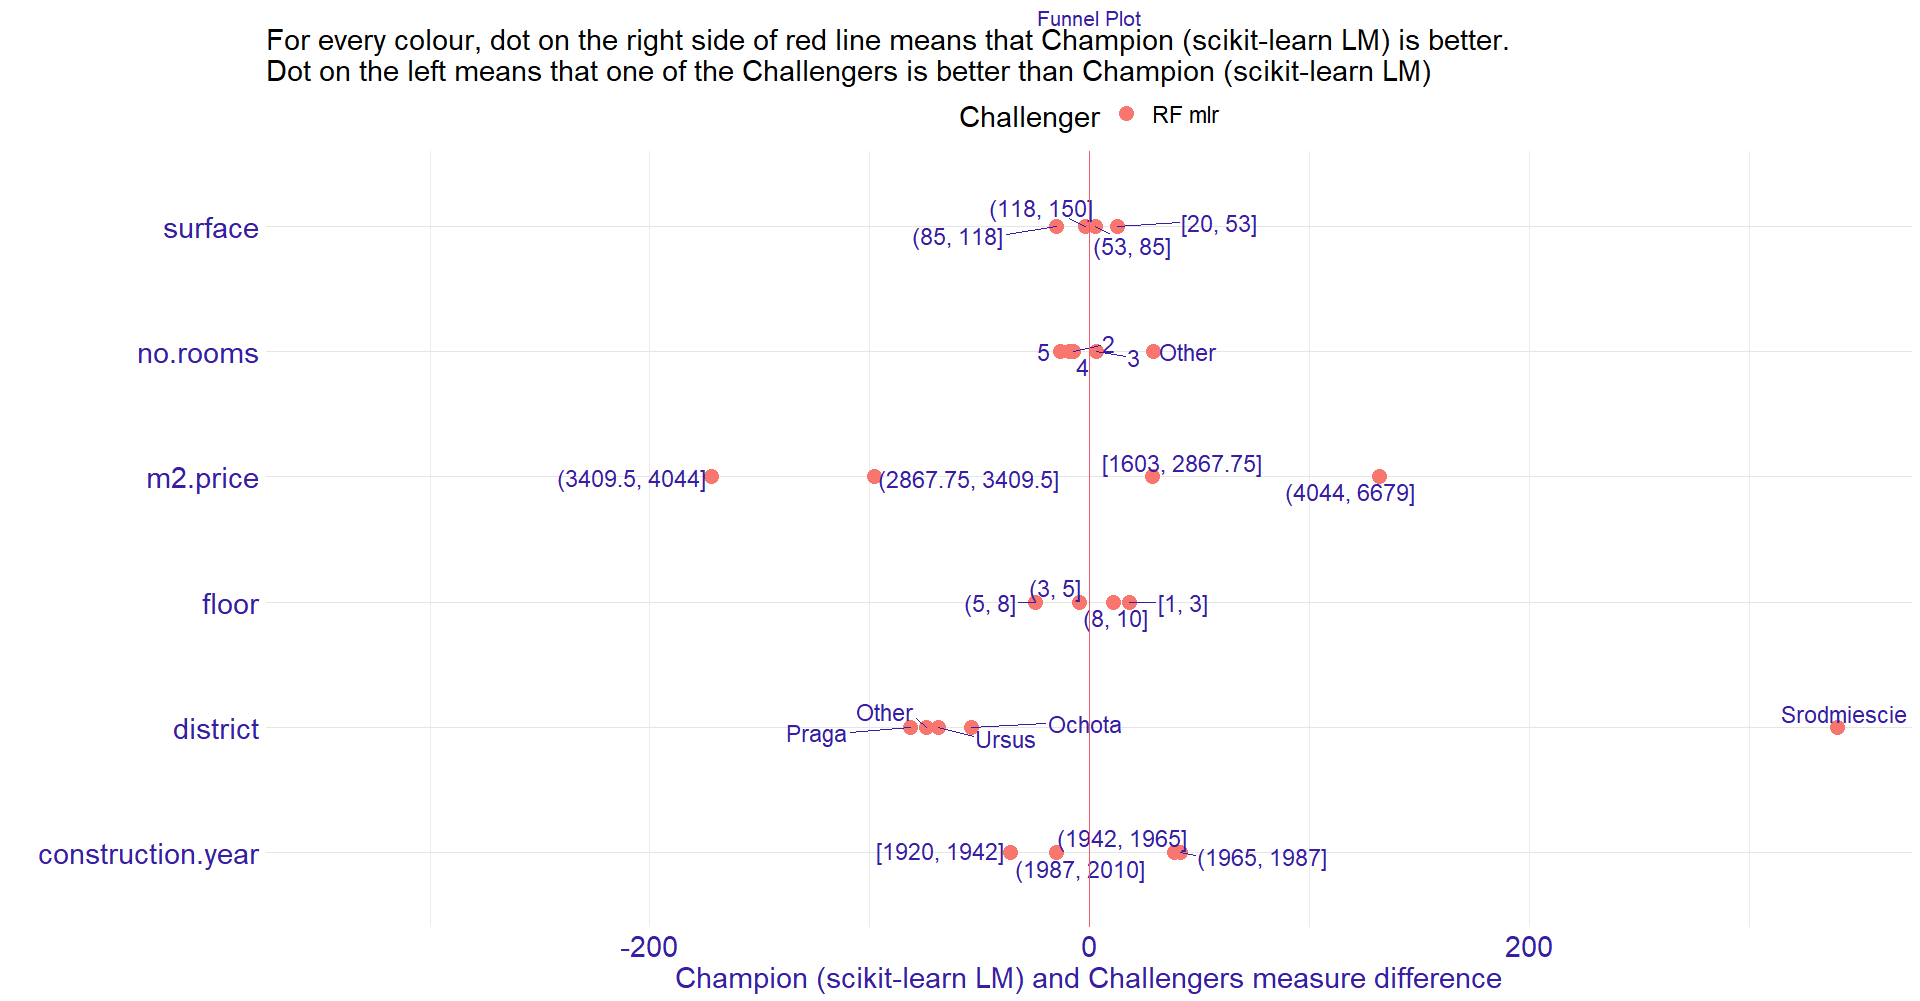 Funnel Plot
For every colour, dot on the right side of red line means that Champion (scikit-learn LM) is better.
Dot on the left means that one of the Challengers is better than Champion (scikit-learn LM)
Challenger RF mlr
surface
(118, 150]
(85, 118]
[20, 53]
(53, 85]
no.rooms
5
4
2
3
Other
m2.price
(3409.5, 4044]
(2867.75, 3409.5]
[1603, 2867.75]
(4044, 6679]
floor
(5, 8]
(3, 5]
(8, 10]
[1, 3]
district
Praga
Other
Ursus
Ochota
Srodmiescie
construction.year
[1920, 1942]
(1987, 2010]
(1942, 1965]
(1965, 1987]
-200 0 200
Champion (scikit-learn LM) and Challengers measure difference